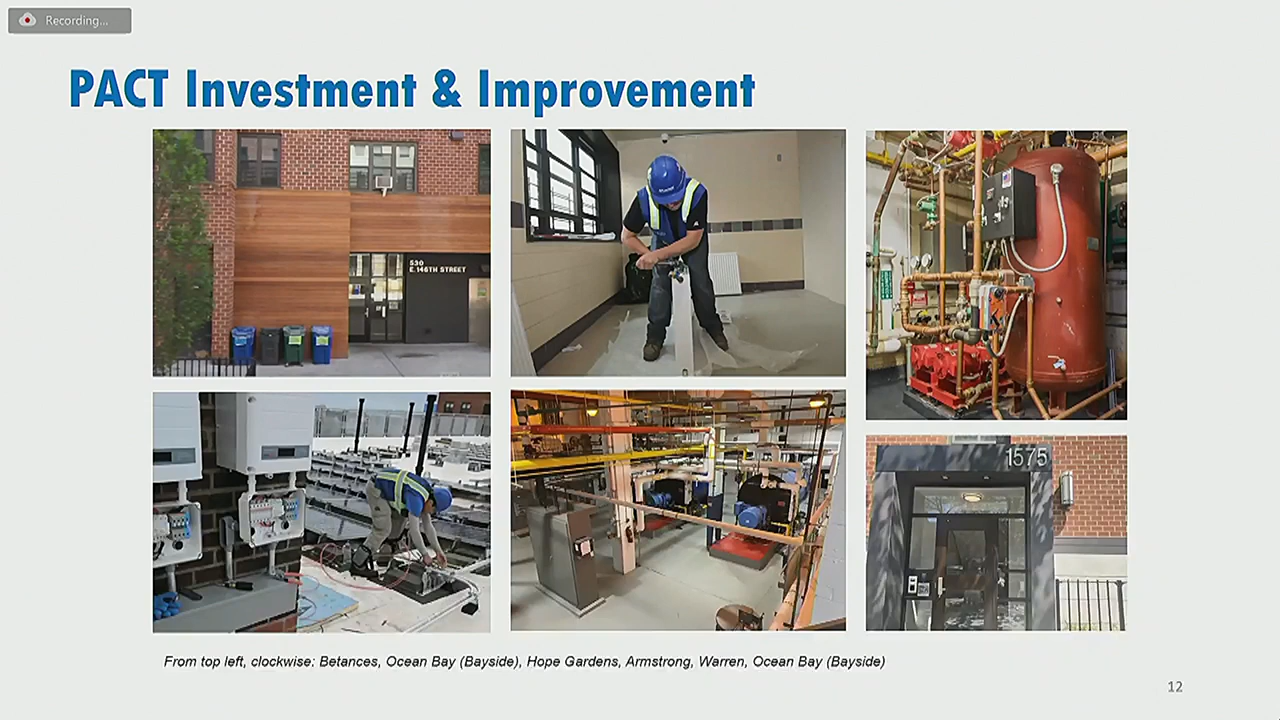 Recording...
PACT Investment & Improvement
530
E. 146TH STREET
1575
From top left, clockwise: Betances, Ocean Bay (Bayside), Hope Gardens, Armstrong, Warren, Ocean Bay (Bayside)
12